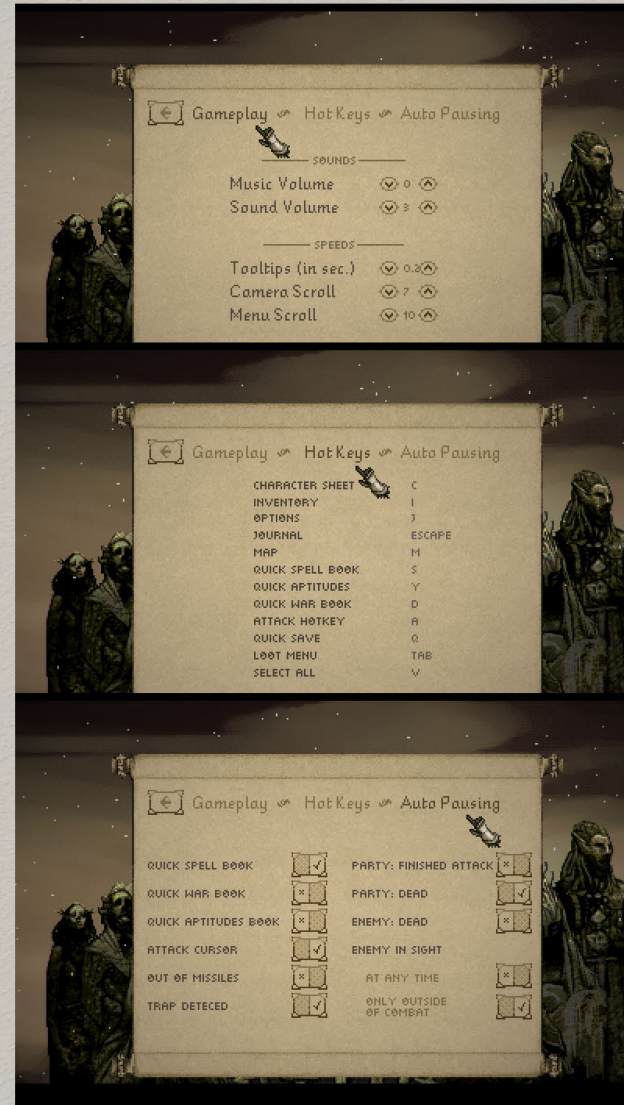 Gameplay Hot Keys Auto Pausing
SOUNDS
Music Volume 0
Sound Volume 3
SPEEDS
Tooltips (in sec.) 0.2
Camera Scroll 7
Menu Scroll 10
Gameplay Hot Keys Auto Pausing
CHARACTER SHEET C
INVENTORY I
OPTIONS J
JOURNAL ESCAPE
MAP M
QUICK SPELL BOOK S
QUICK APTITUDES Y
QUICK WAR BOOK D
ATTACK HOTKEY A
QUICK SAVE Q
LOOT MENU TAB
SELECT ALL V
Gameplay Hot Keys Auto Pausing
QUICK SPELL BOOK PARTY: FINISHED ATTACK
QUICK WAR BOOK PARTY: DEAD
QUICK APTITUDES BOOK ENEMY: DEAD
ATTACK CURSOR ENEMY IN SIGHT
OUT OF MISSILES AT ANY TIME
TRAP DETECED ONLY OUTSIDE
OF COMBAT